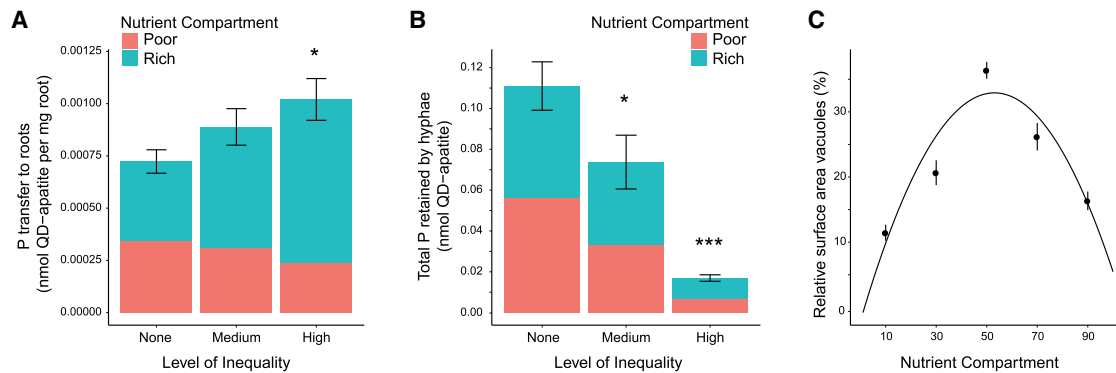 A
Nutrient Compartment
Poor
Rich
*
P transfer to roots
(nmol QD−apatite per mg root)
0.00125
0.00100
0.00075
0.00050
0.00025
0.00000
None Medium High
Level of Inequality
B
Nutrient Compartment
Poor
Rich
*
***
Total P retained by hyphae
(nmol QD−apatite)
0.12
0.10
0.08
0.06
0.04
0.02
0.00
None Medium High
Level of Inequality
C
Relative surface area vacuoles (%)
30
20
10
0
10 30 50 70 90
Nutrient Compartment